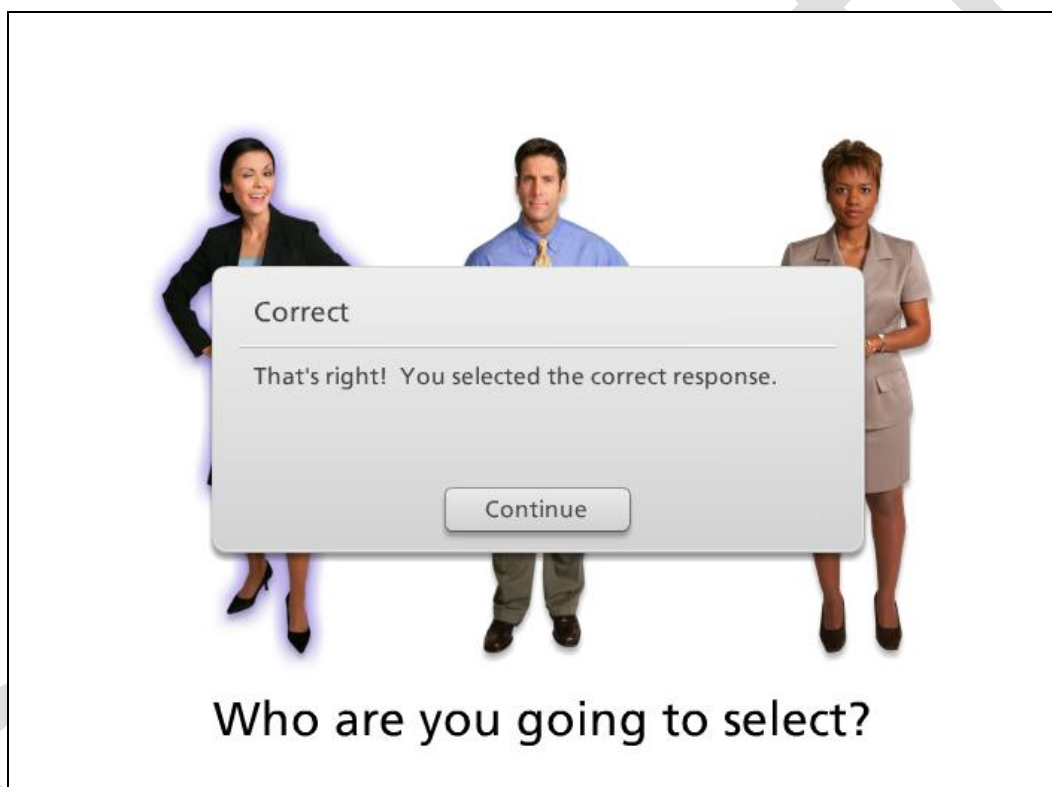 Correct
That's right!  You selected the correct response.
Continue
Who are you going to select?